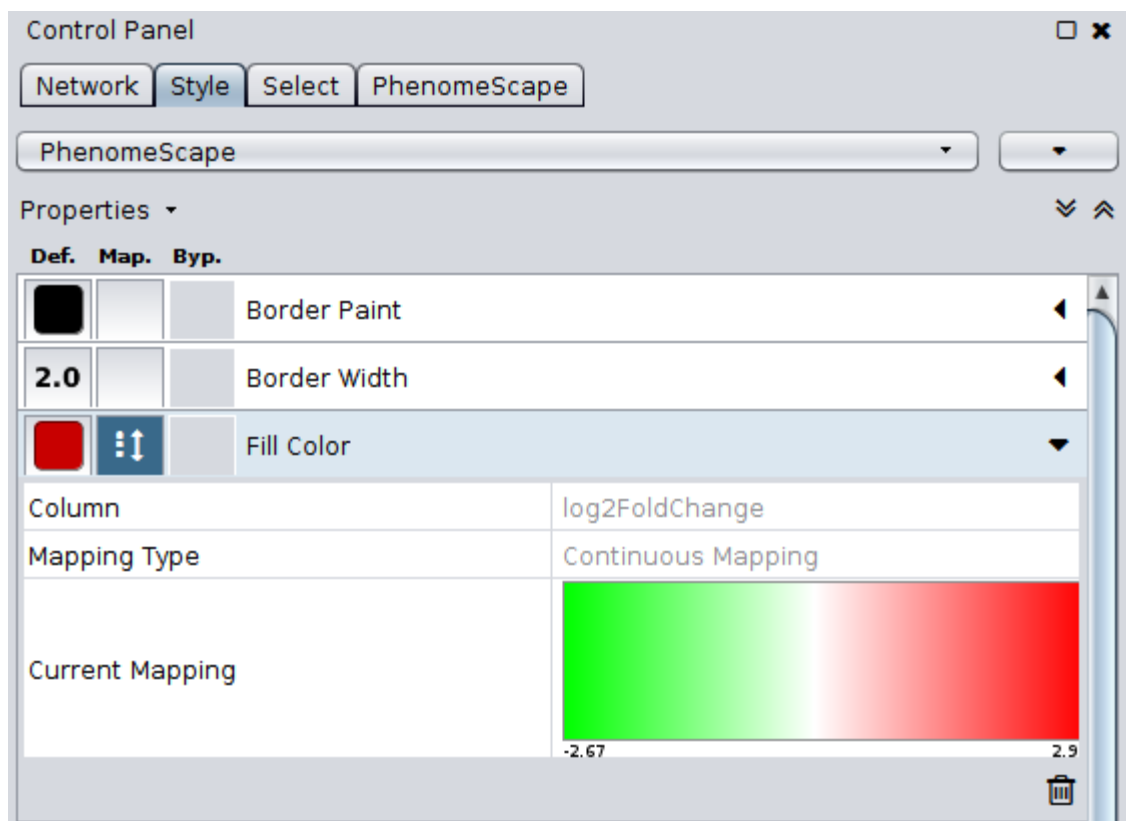 Control Panel
Network Style Select PhenomeScape
PhenomeScape
Properties
Def. Map. Byp.
Border Paint
2.0 Border Width
Fill Color
Column log2FoldChange
Mapping Type Continuous Mapping
Current Mapping
-2.67 2.9